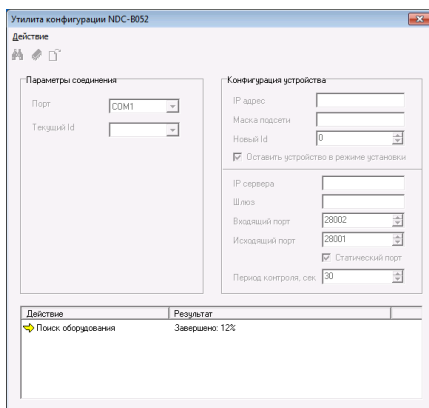 Утилита конфигурации NDC-B052
Действие
Параметры соединения
Порт
COM1
Текущий Id
Конфигурация устройства
IP адрес
Маска подсети
Новый Id
0
Оставить устройство в режиме установки
IP сервера
Шлюз
Входящий порт
28002
Исходящий порт
28001
Статический порт
Период контроля, сек.
30
Действие Результат
Поиск оборудования Завершено: 12%